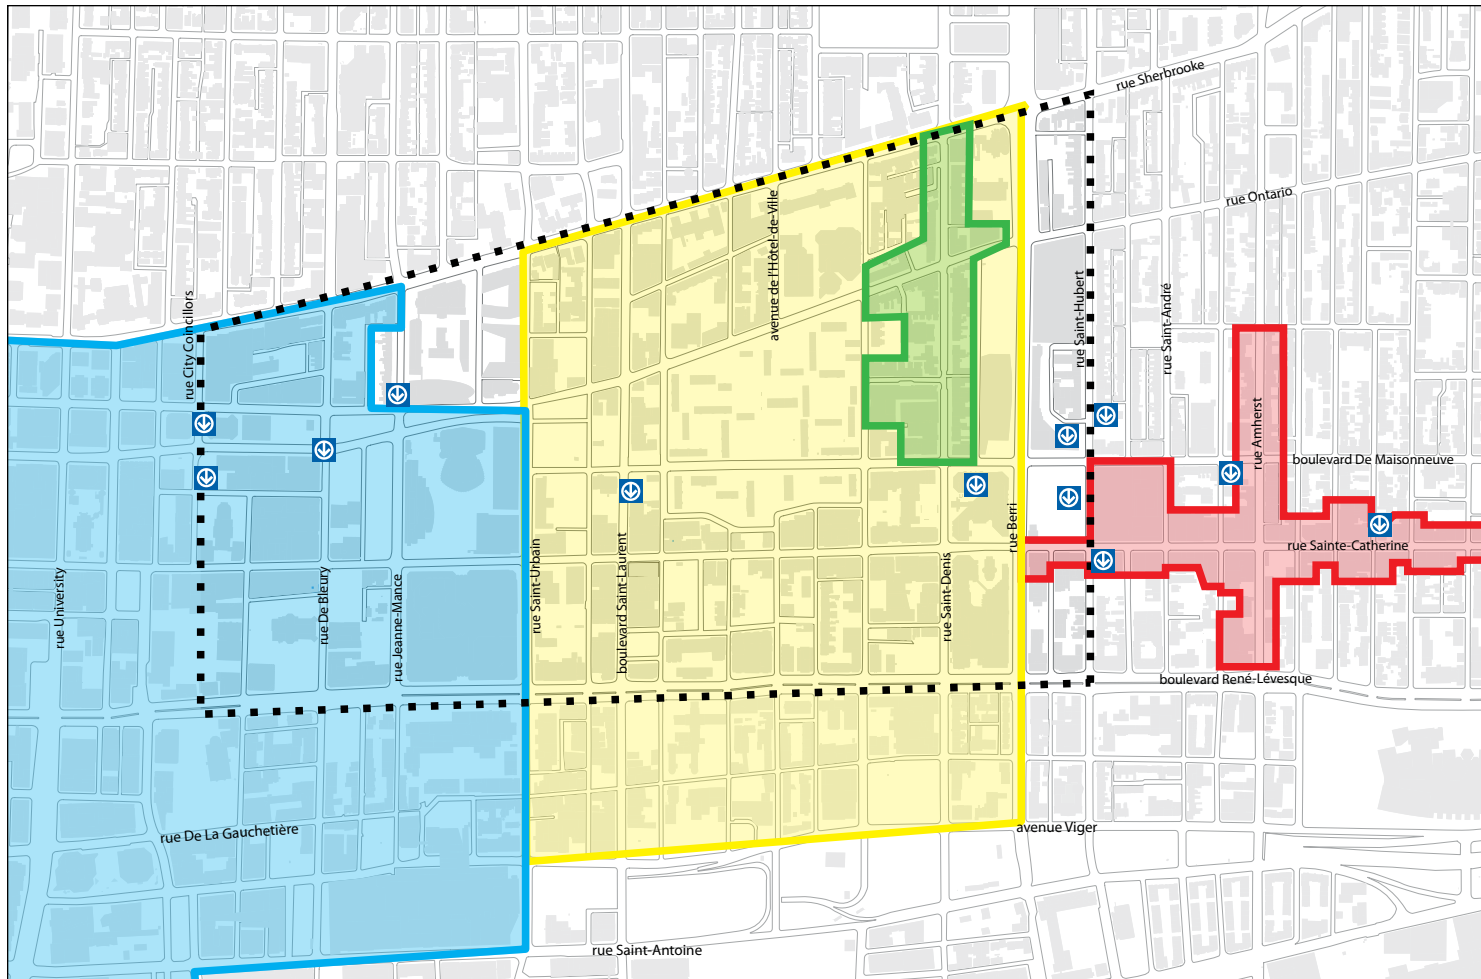 rue Sherbrooke
rue Ontario
avenue de l'Hôtel-de-Ville
rue City Coincillors
rue Saint-Hubert
rue Saint-André
rue Amherst
boulevard De Maisonneuve
rue Berri
rue Sainte-Catherine
rue University
rue De Bleury
rue Jeanne-Mance
rue Saint-Urbain
boulevard Saint-Laurent
rue Saint-Denis
boulevard René-Lévesque
rue De La Gauchetière
avenue Viger
rue Saint-Antoine